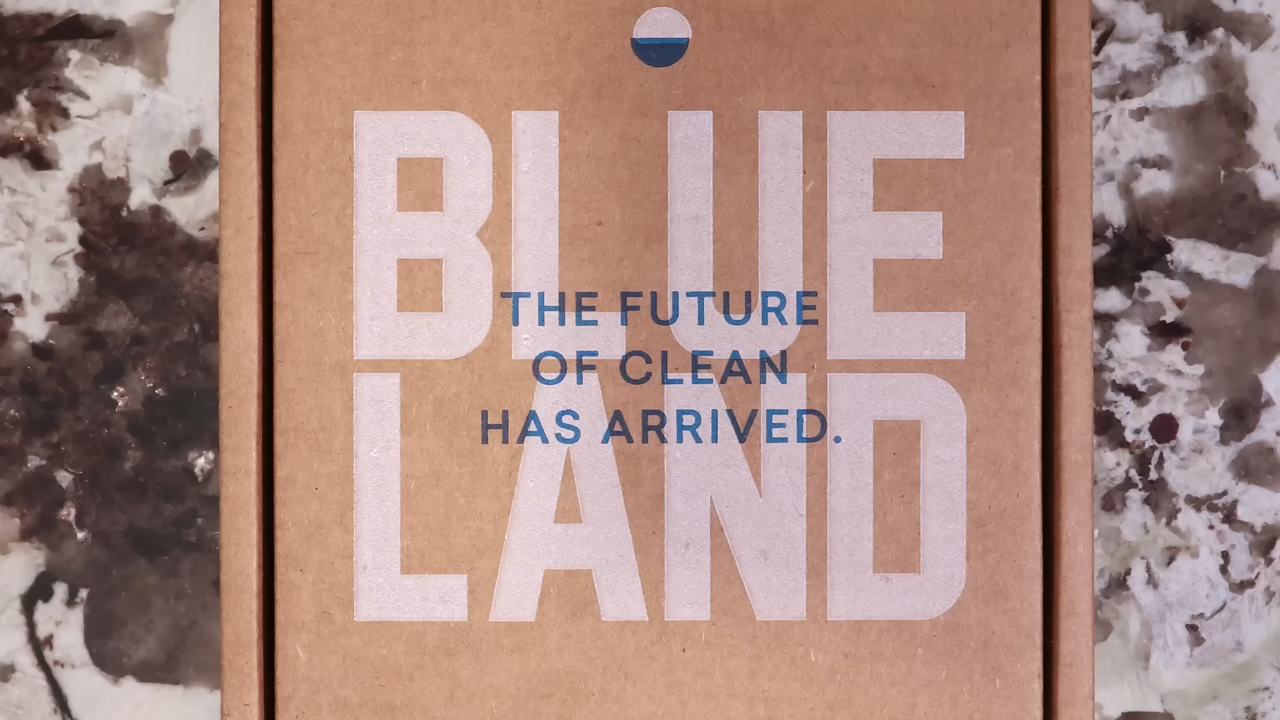 BLUE
THE FUTURE
OF CLEAN
HAS ARRIVED.
LAND